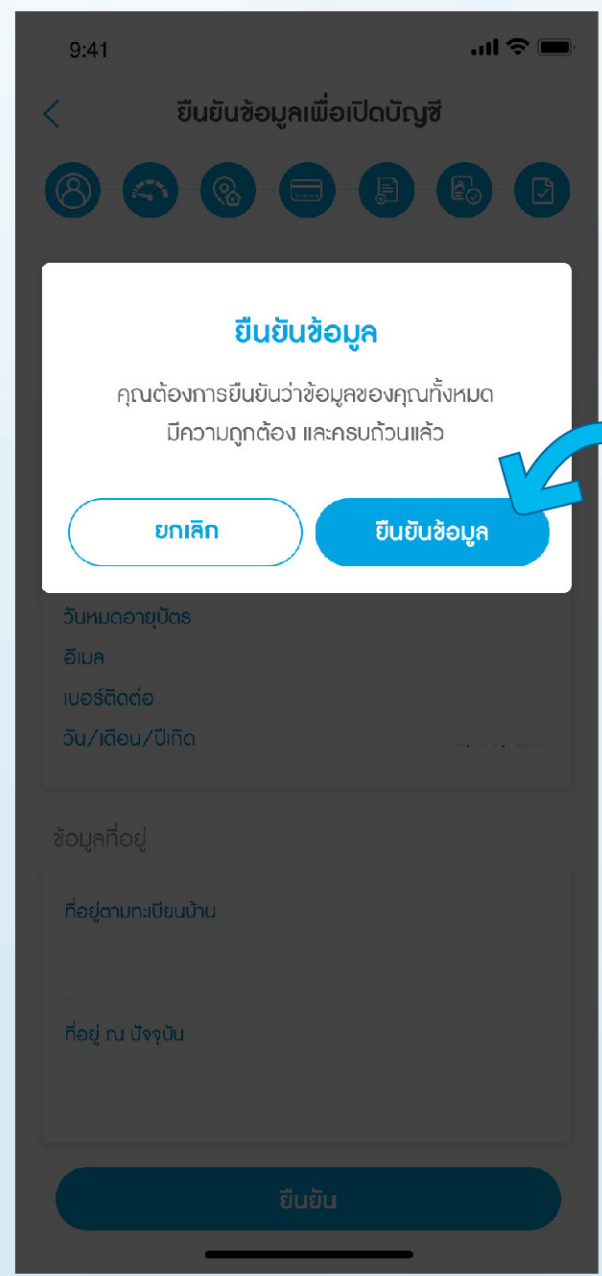 9:41
ยืนยันข้อมูลเพื่อเปิดบัญชี
ยืนยันข้อมูล
คุณต้องการยืนยันว่าข้อมูลของคุณทั้งหมด
มีความถูกต้อง และครบถ้วนแล้ว
ยกเลิก
ยืนยันข้อมูล
วันหมดอายุบัตร
อีเมล
เบอร์ติดต่อ
วัน/เดือน/ปีเกิด
ข้อมูลที่อยู่
ที่อยู่ตามทะเบียนบ้าน
ที่อยู่ ณ ปัจจุบัน
ยืนยัน